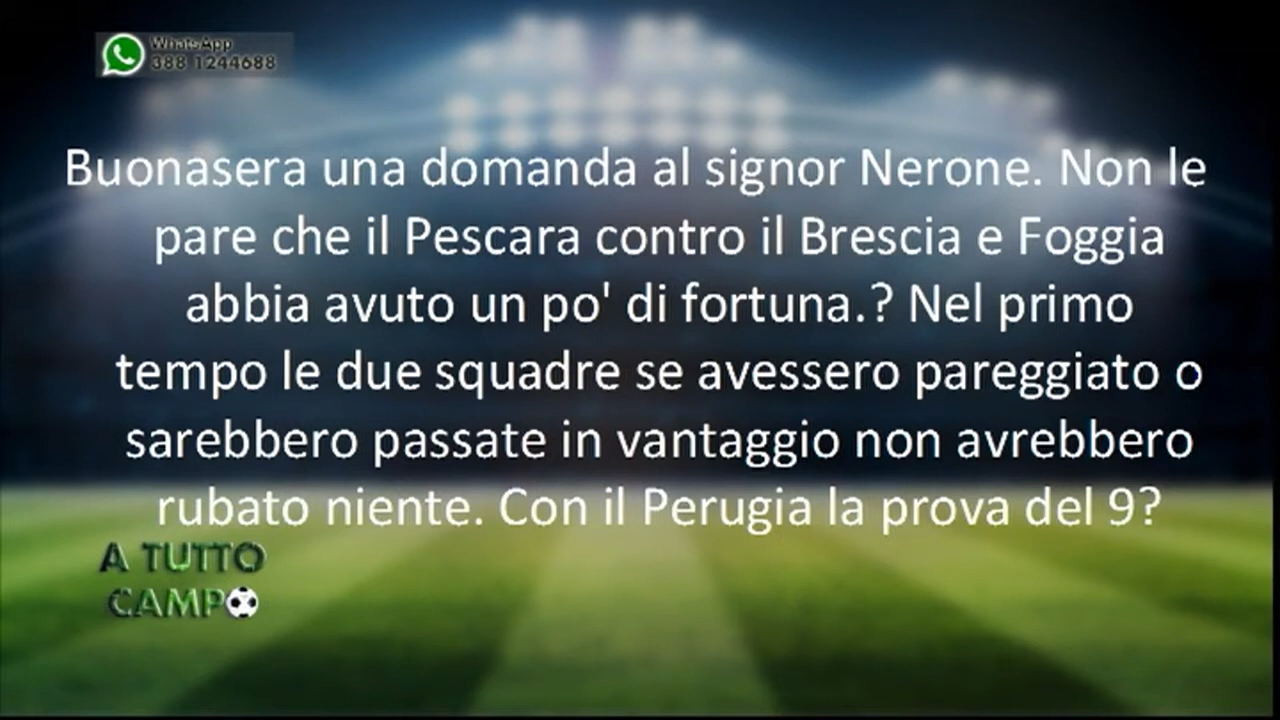 WhatsApp
388 1244688
Buonasera una domanda al signor Nerone. Non le
pare che il Pescara contro il Brescia e Foggia
abbia avuto un po' di fortuna.? Nel primo
tempo le due squadre se avessero pareggiato o
sarebbero passate in vantaggio non avrebbero
rubato niente. Con il Perugia la prova del 9?
A TUTTO
CAMPO